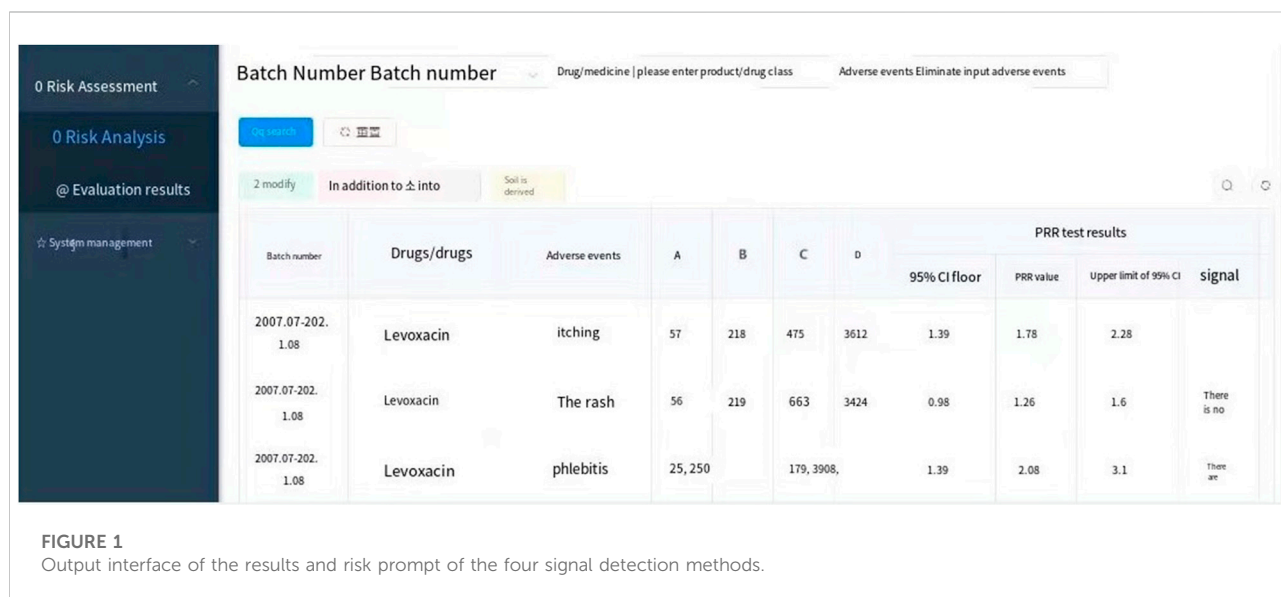 0 Risk Assessment
0 Risk Analysis
@ Evaluation results
☆ System management
Batch Number Batch number
Drug/medicine | please enter product/drug class
Adverse events Eliminate input adverse events
Qq search
2 modify
In addition to 소 into
Soil is
derived
PRR test results
Batch number
Drugs/drugs
Adverse events
A
B
C
D
95% CI floor
PRR value
Upper limit of 95% CI
signal
2007.07-202.
1.08
Levoxacin
itching
57
218
475
3612
1.39
1.78
2.28
2007.07-202.
1.08
Levoxacin
The rash
56
219
663
3424
0.98
1.26
1.6
There
is no
2007.07-202.
1.08
Levoxacin
phlebitis
25, 250
179, 3908,
1.39
2.08
3.1
There
are
FIGURE 1
Output interface of the results and risk prompt of the four signal detection methods.